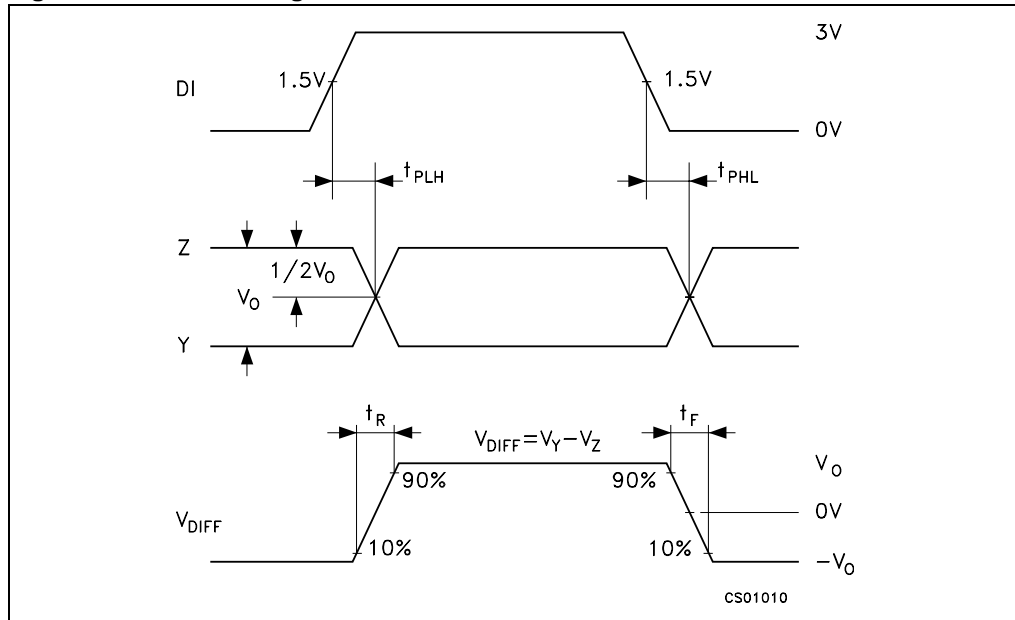 3V
DI
1.5V
1.5V
0V
tPLH
tPHL
Z
1/2VO
VO
Y
tR
tF
VDIFF=VY-VZ
VO
90%
90%
0V
VDIFF
10%
10%
-VO
CS01010